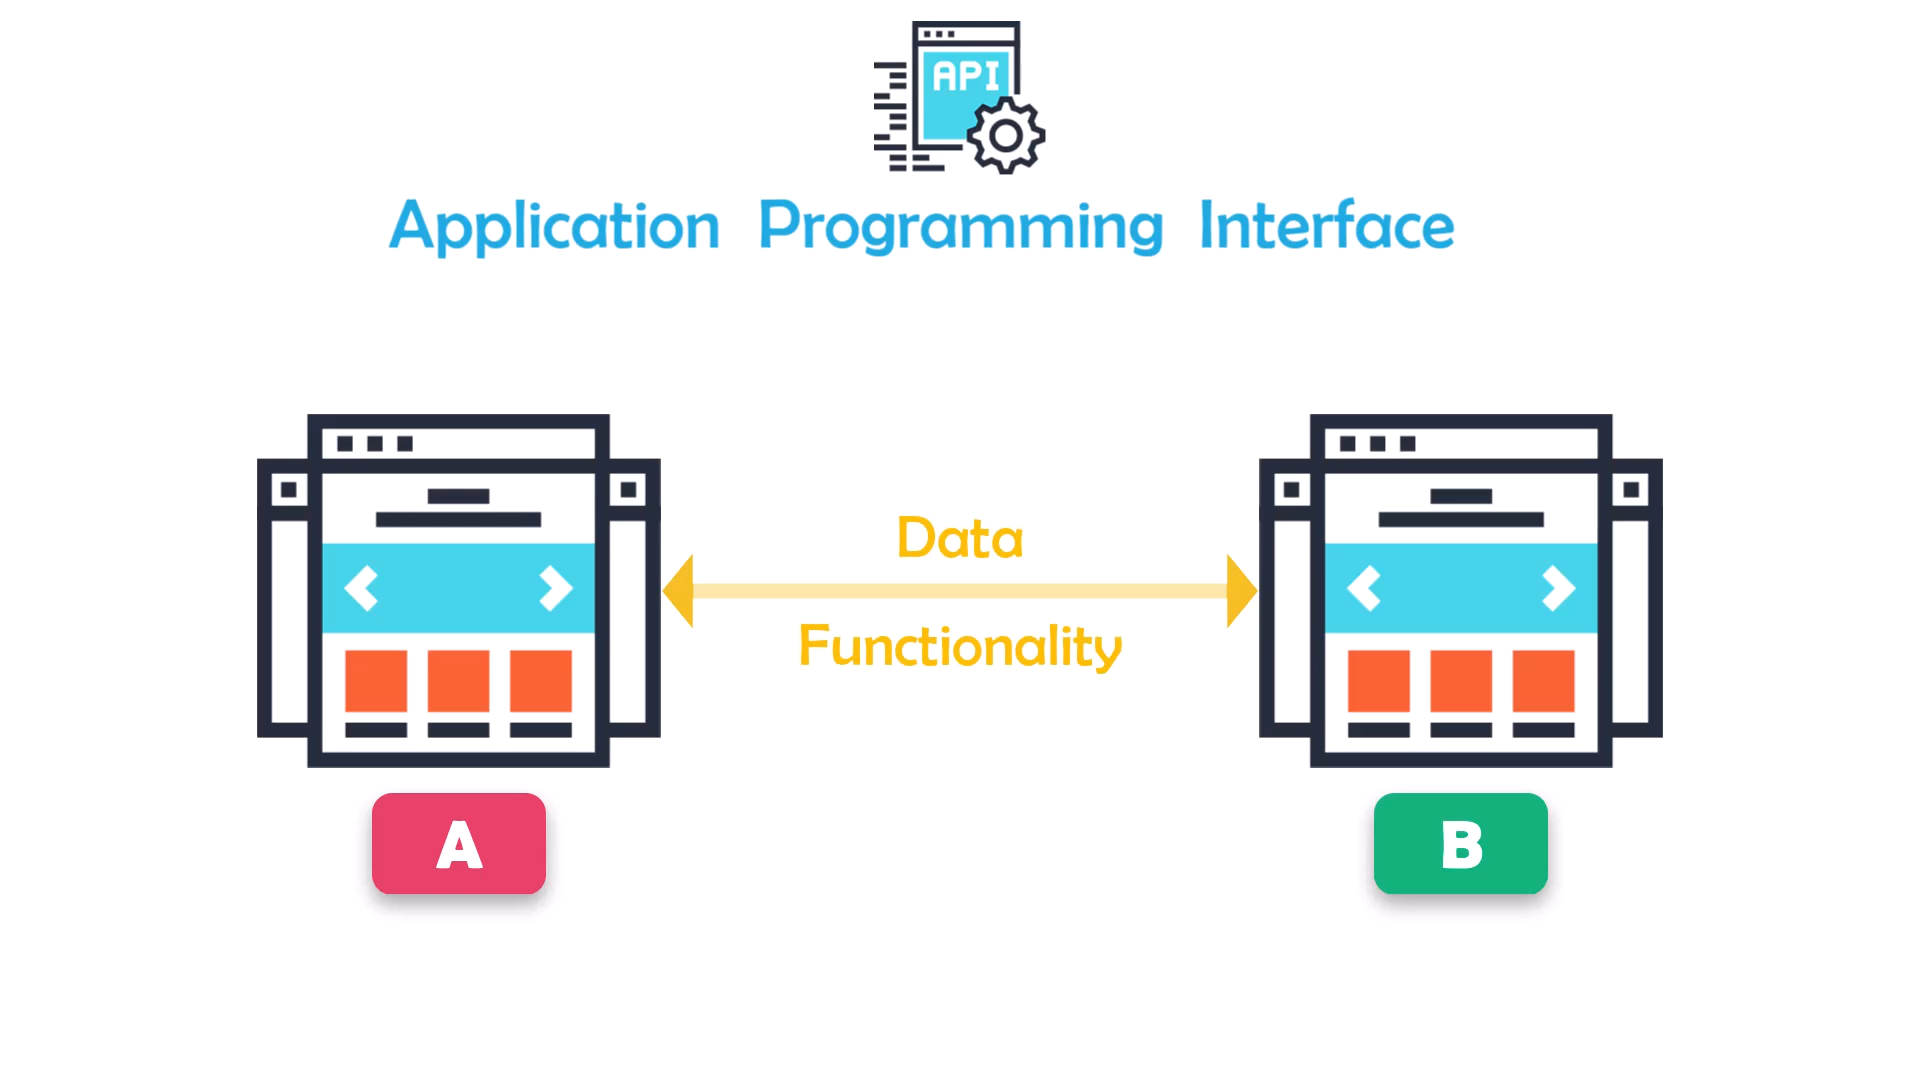 API
Application Programming Interface
Data
Functionality
A
B